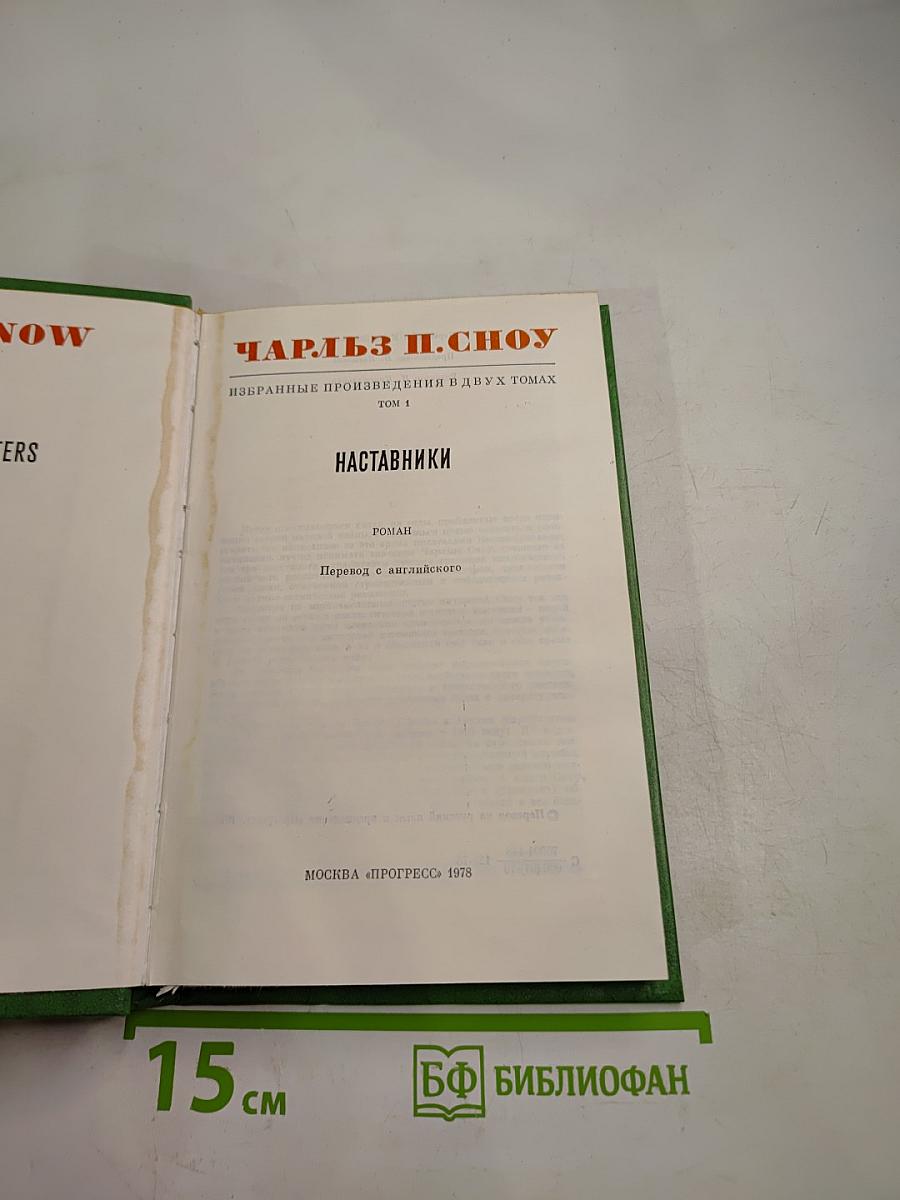 NOW
TERS
ЧАРЛЬЗ П. СНОУ
ИЗБРАННЫЕ ПРОИЗВЕДЕНИЯ В ДВУХ ТОМАХ
ТОМ 1
НАСТАВНИКИ
РОМАН
Перевод с английского
МОСКВА «ПРОГРЕСС» 1978
15 см
БФ БИБЛИОФАН